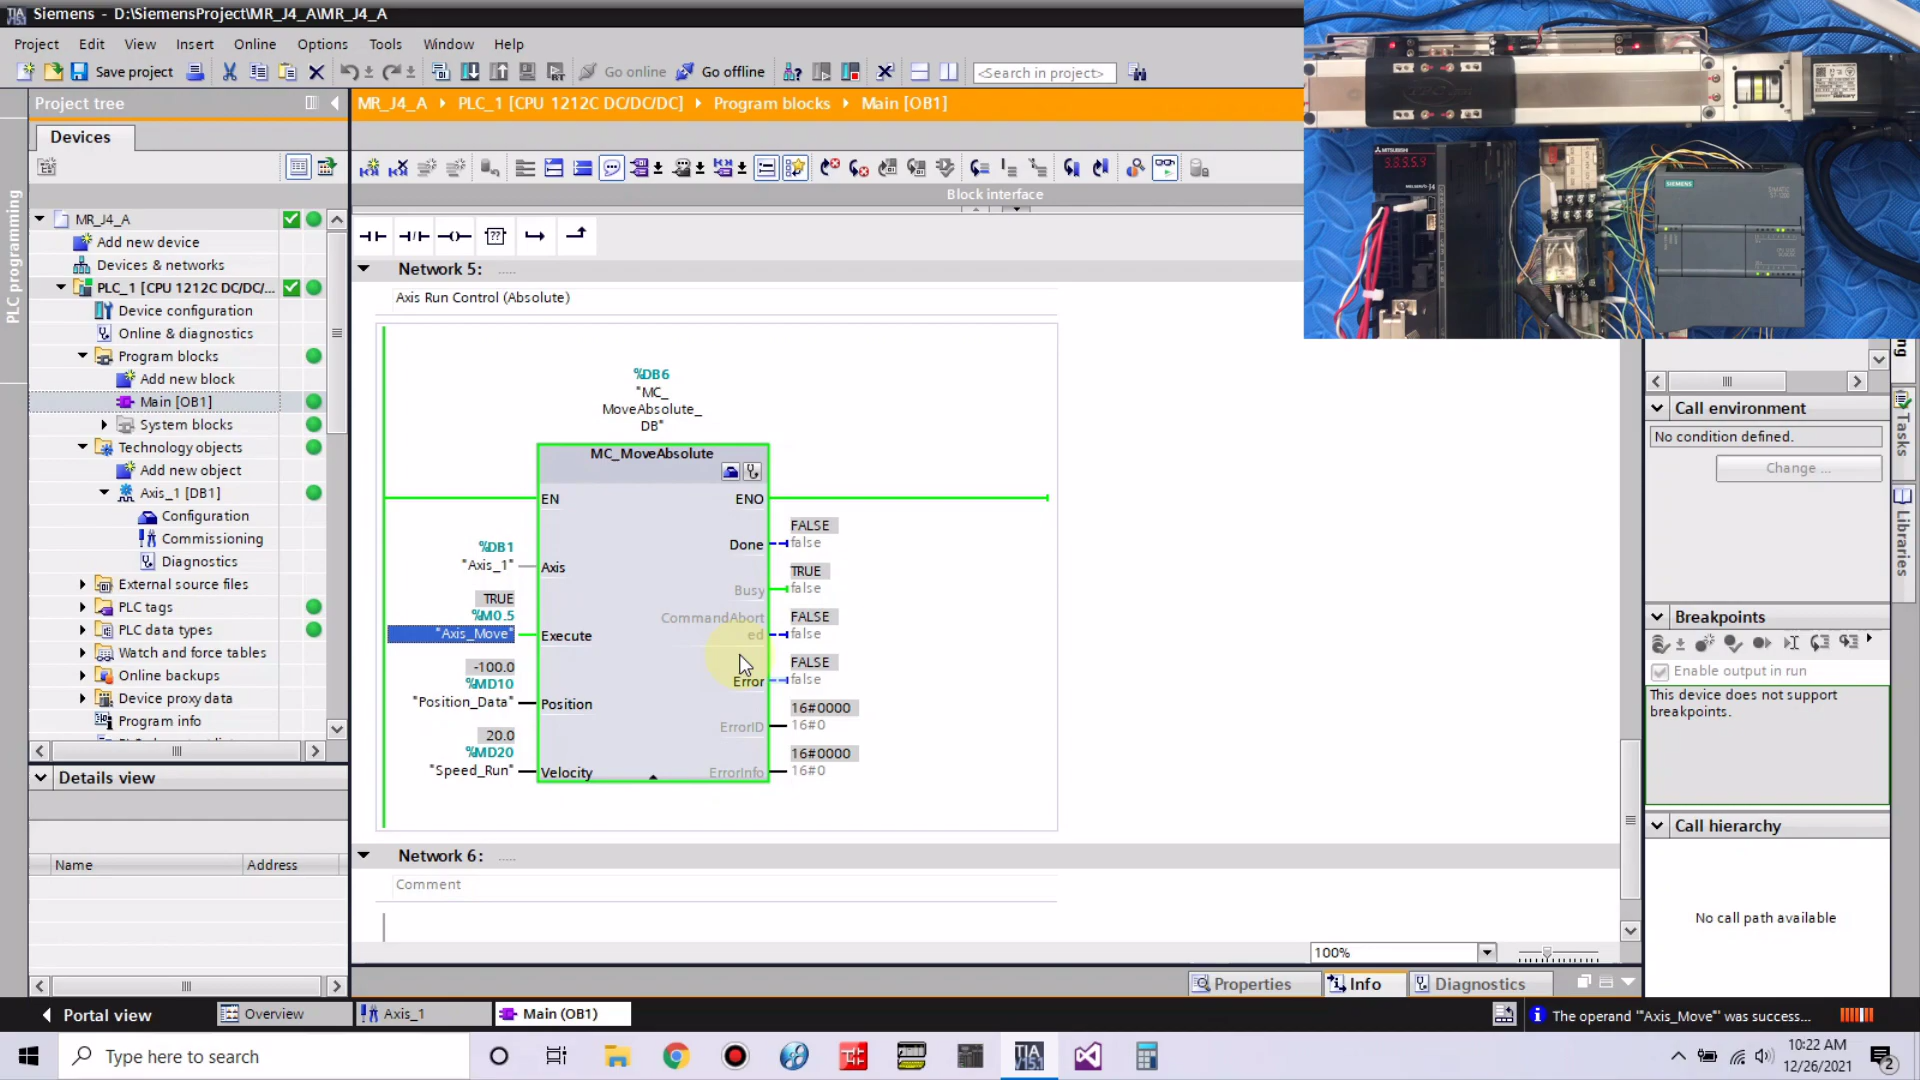 Siemens - D:\SiemensProject\MR_J4_A\MR_J4_A
Project Edit View Insert Online Options Tools Window Help
Save project
Go online
Go offline
<Search in project>
Project tree
MR_J4_A PLC_1 [CPU 1212C DC/DC/DC] Program blocks Main [OB1]
Devices
PLC programming
Block interface
MR_J4_A
Add new device
Devices & networks
PLC_1 [CPU 1212C DC/DC/...
Device configuration
Online & diagnostics
Program blocks
Add new block
Main [OB1]
System blocks
Technology objects
Add new object
Axis_1 [DB1]
Configuration
Commissioning
Diagnostics
External source files
PLC tags
PLC data types
Watch and force tables
Online backups
Device proxy data
Program info
Details view
Name Address
Network 5: .....
Axis Run Control (Absolute)
%DB6
"MC_
MoveAbsolute_
DB"
MC_MoveAbsolute
EN ENO
FALSE
Done false
%DB1
"Axis_1" Axis
TRUE
Busy false
TRUE
%M0.5
"Axis_Move" Execute
CommandAbort
ed
FALSE
false
-100.0
%MD10
"Position_Data" Position
FALSE
Error false
16#0000
ErrorID 16#0
20.0
%MD20
"Speed_Run" Velocity
16#0000
ErrorInfo 16#0
Network 6: .....
Comment
100%
Properties Info Diagnostics
MITSUBISHI
SIEMENS
Call environment
No condition defined.
Change ...
Breakpoints
Enable output in run
This device does not support
breakpoints.
Call hierarchy
No call path available
Tasks
Libraries
Portal view
Overview
Axis_1
Main (OB1)
The operand '"Axis_Move"' was success...
Type here to search
TIA
V15.1
10:22 AM
12/26/2021
2